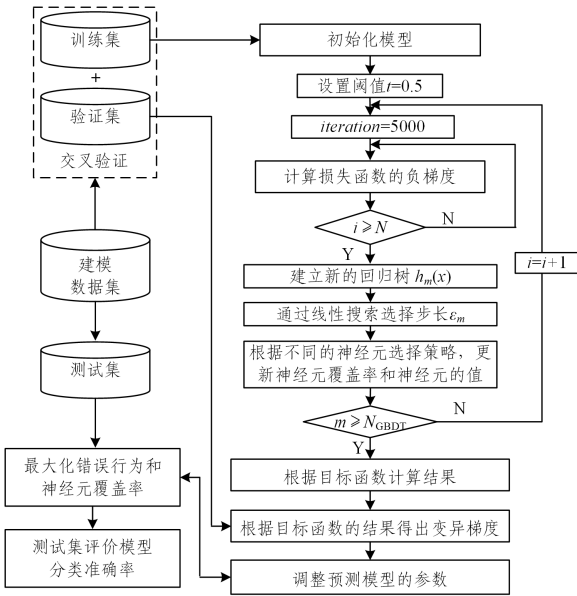 训练集
+
验证集
交叉验证
建模
数据集
测试集
最大化错误行为和
神经元覆盖率
测试集评价模型
分类准确率
初始化模型
设置阈值t=0.5
iteration=5000
计算损失函数的负梯度
i⩾N
N
Y
建立新的回归树 hₘ(x)
通过线性搜索选择步长εₘ
根据不同的神经元选择策略，更
新神经元覆盖率和神经元的值
m⩾N_GBDT
N
Y
i=i+1
根据目标函数计算结果
根据目标函数的结果得出变异梯度
调整预测模型的参数